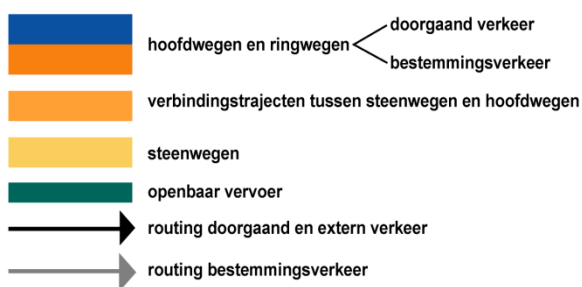 doorgaand verkeer
hoofdwegen en ringwegen
bestemmingsverkeer
verbindingstrajecten tussen steenwegen en hoofdwegen
steenwegen
openbaar vervoer
routing doorgaand en extern verkeer
routing bestemmingsverkeer